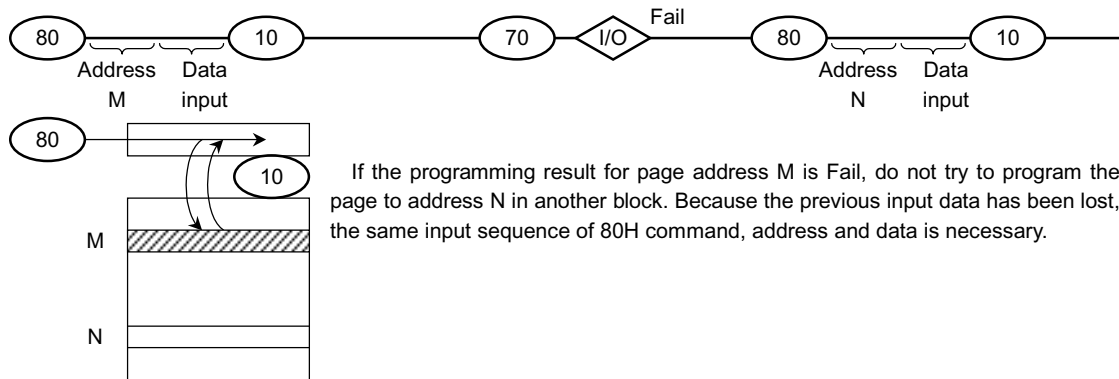 Fail
80 10 70 I/O 80 10
Address Data Address Data
M input N input
80
10
If the programming result for page address M is Fail, do not try to program the
page to address N in another block. Because the previous input data has been lost,
the same input sequence of 80H command, address and data is necessary.
M
N